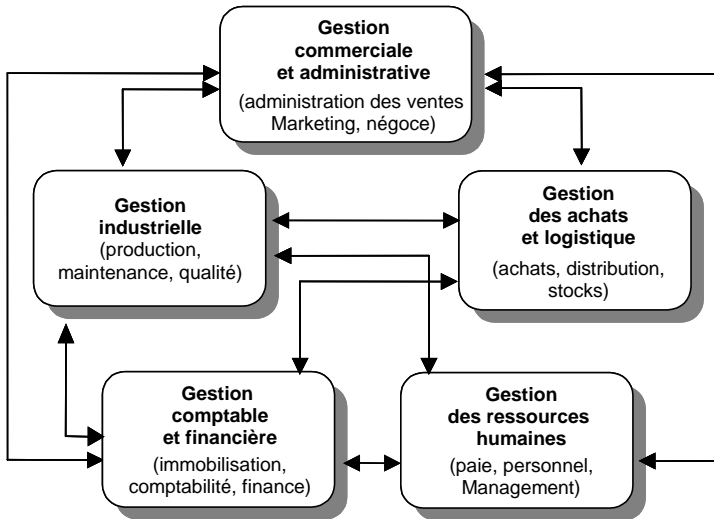 Gestion
commerciale
et administrative
(administration des ventes
Marketing, négoce)
Gestion
industrielle
(production,
maintenance, qualité)
Gestion
des achats
et logistique
(achats, distribution,
stocks)
Gestion
comptable
et financière
(immobilisation,
comptabilité, finance)
Gestion
des ressources
humaines
(paie, personnel,
Management)